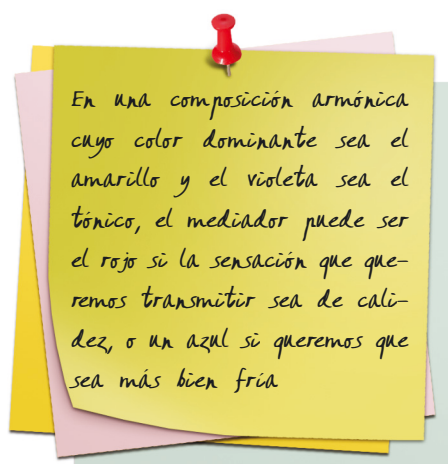 En una composición armónica
cuyo color dominante sea el
amarillo y el violeta sea el
tónico, el mediador puede ser
el rojo si la sensación que que-
remos transmitir sea de cali-
dez, o un azul si queremos que
sea más bien fría